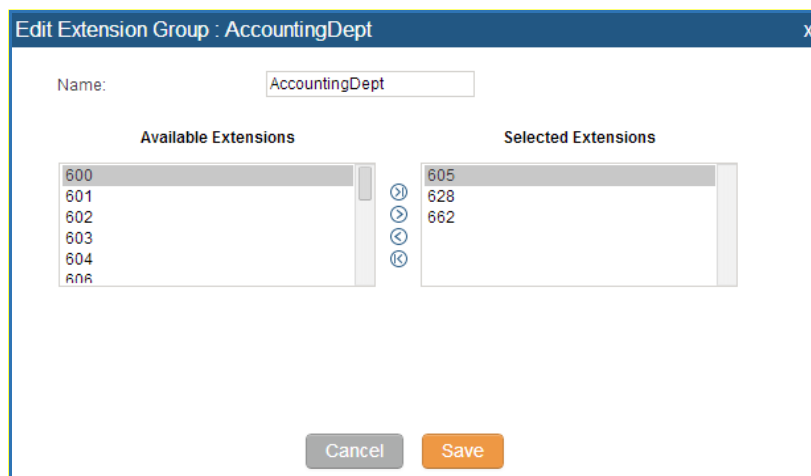 Edit Extension Group : AccountingDept x
Name: AccountingDept
Available Extensions Selected Extensions
600 605
601 628
602 662
603
604
606
Cancel Save